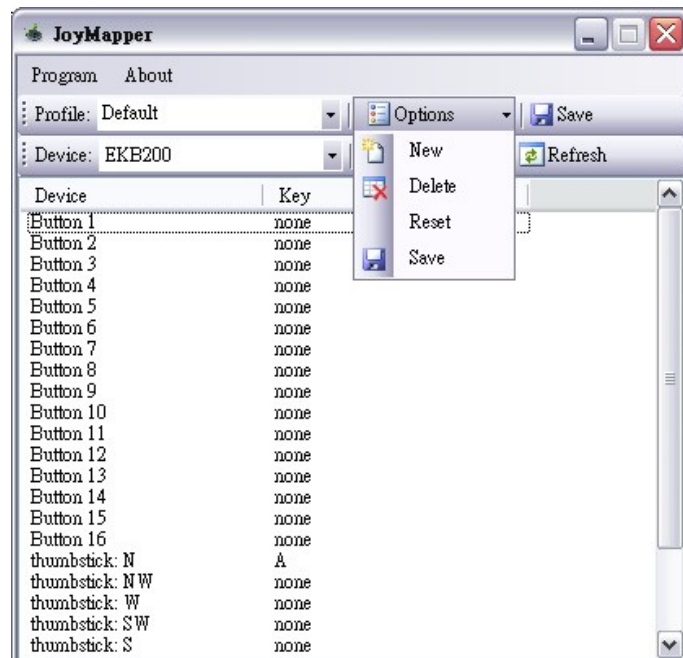 JoyMapper
Program About
Profile: Default Options Save
Device: EKB200 New Refresh
Delete
Reset
Save
Device Key
Button 1 none
Button 2 none
Button 3 none
Button 4 none
Button 5 none
Button 6 none
Button 7 none
Button 8 none
Button 9 none
Button 10 none
Button 11 none
Button 12 none
Button 13 none
Button 14 none
Button 15 none
Button 16 none
thumbstick: N A
thumbstick: NW none
thumbstick: W none
thumbstick: SW none
thumbstick: S none